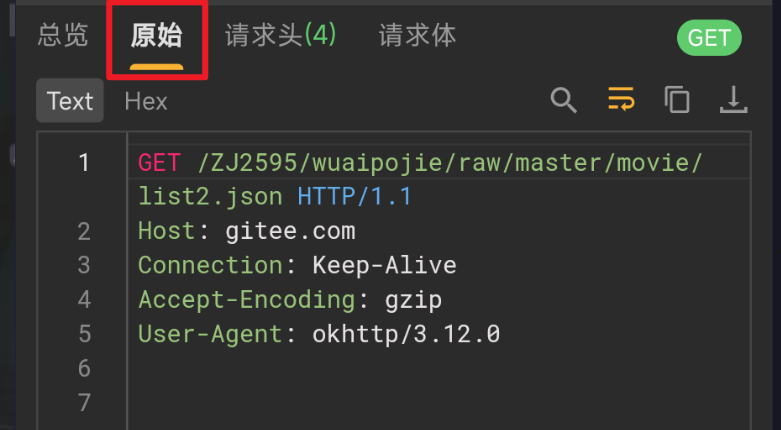 总览 原始 请求头(4) 请求体 GET
Text Hex
1 GET /ZJ2595/wuaipojie/raw/master/movie/
list2.json HTTP/1.1
2 Host: gitee.com
3 Connection: Keep-Alive
4 Accept-Encoding: gzip
5 User-Agent: okhttp/3.12.0
6
7